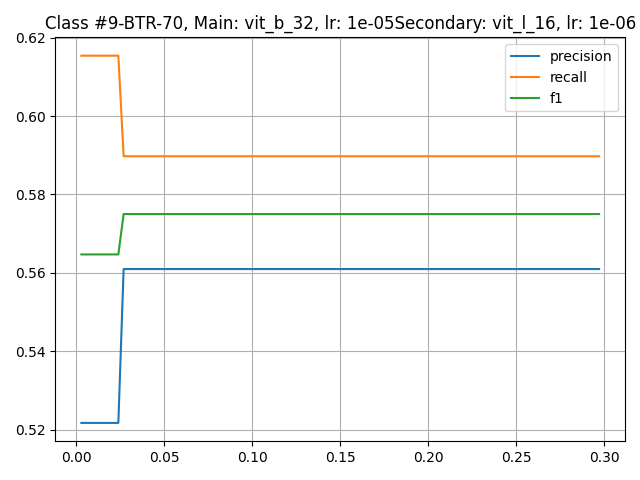 Class #9-BTR-70, Main: vit_b_32, lr: 1e-05Secondary: vit_l_16, lr: 1e-06
precision
recall
f1
0.62
0.60
0.58
0.56
0.54
0.52
0.00 0.05 0.10 0.15 0.20 0.25 0.30